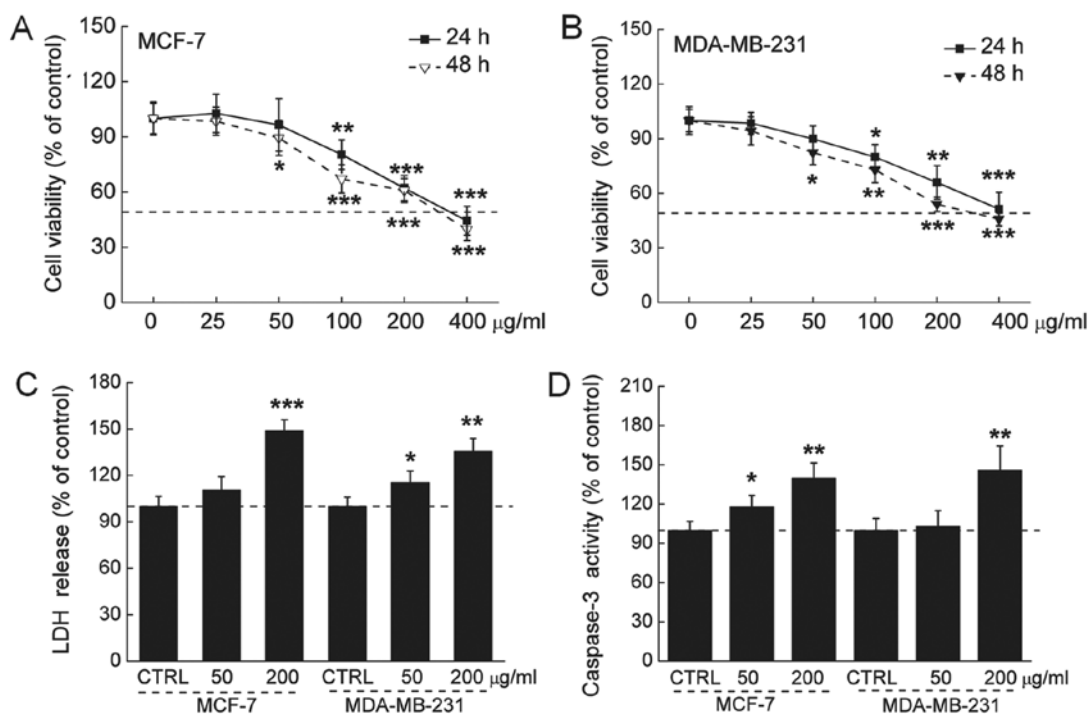 A
MCF-7
24 h
48 h
Cell viability (% of control)
150
120
90
60
30
0
*
**
***
***
***
***
***
0 25 50 100 200 400 μg/ml
B
MDA-MB-231
24 h
48 h
Cell viability (% of control)
150
120
90
60
30
0
*
*
**
**
***
***
***
0 25 50 100 200 400 μg/ml
C
LDH release (% of control)
180
150
120
90
60
30
0
***
*
**
CTRL 50 200 CTRL 50 200 μg/ml
MCF-7 MDA-MB-231
D
Caspase-3 activity (% of control)
210
180
150
120
90
60
30
0
*
**
**
CTRL 50 200 CTRL 50 200 μg/ml
MCF-7 MDA-MB-231